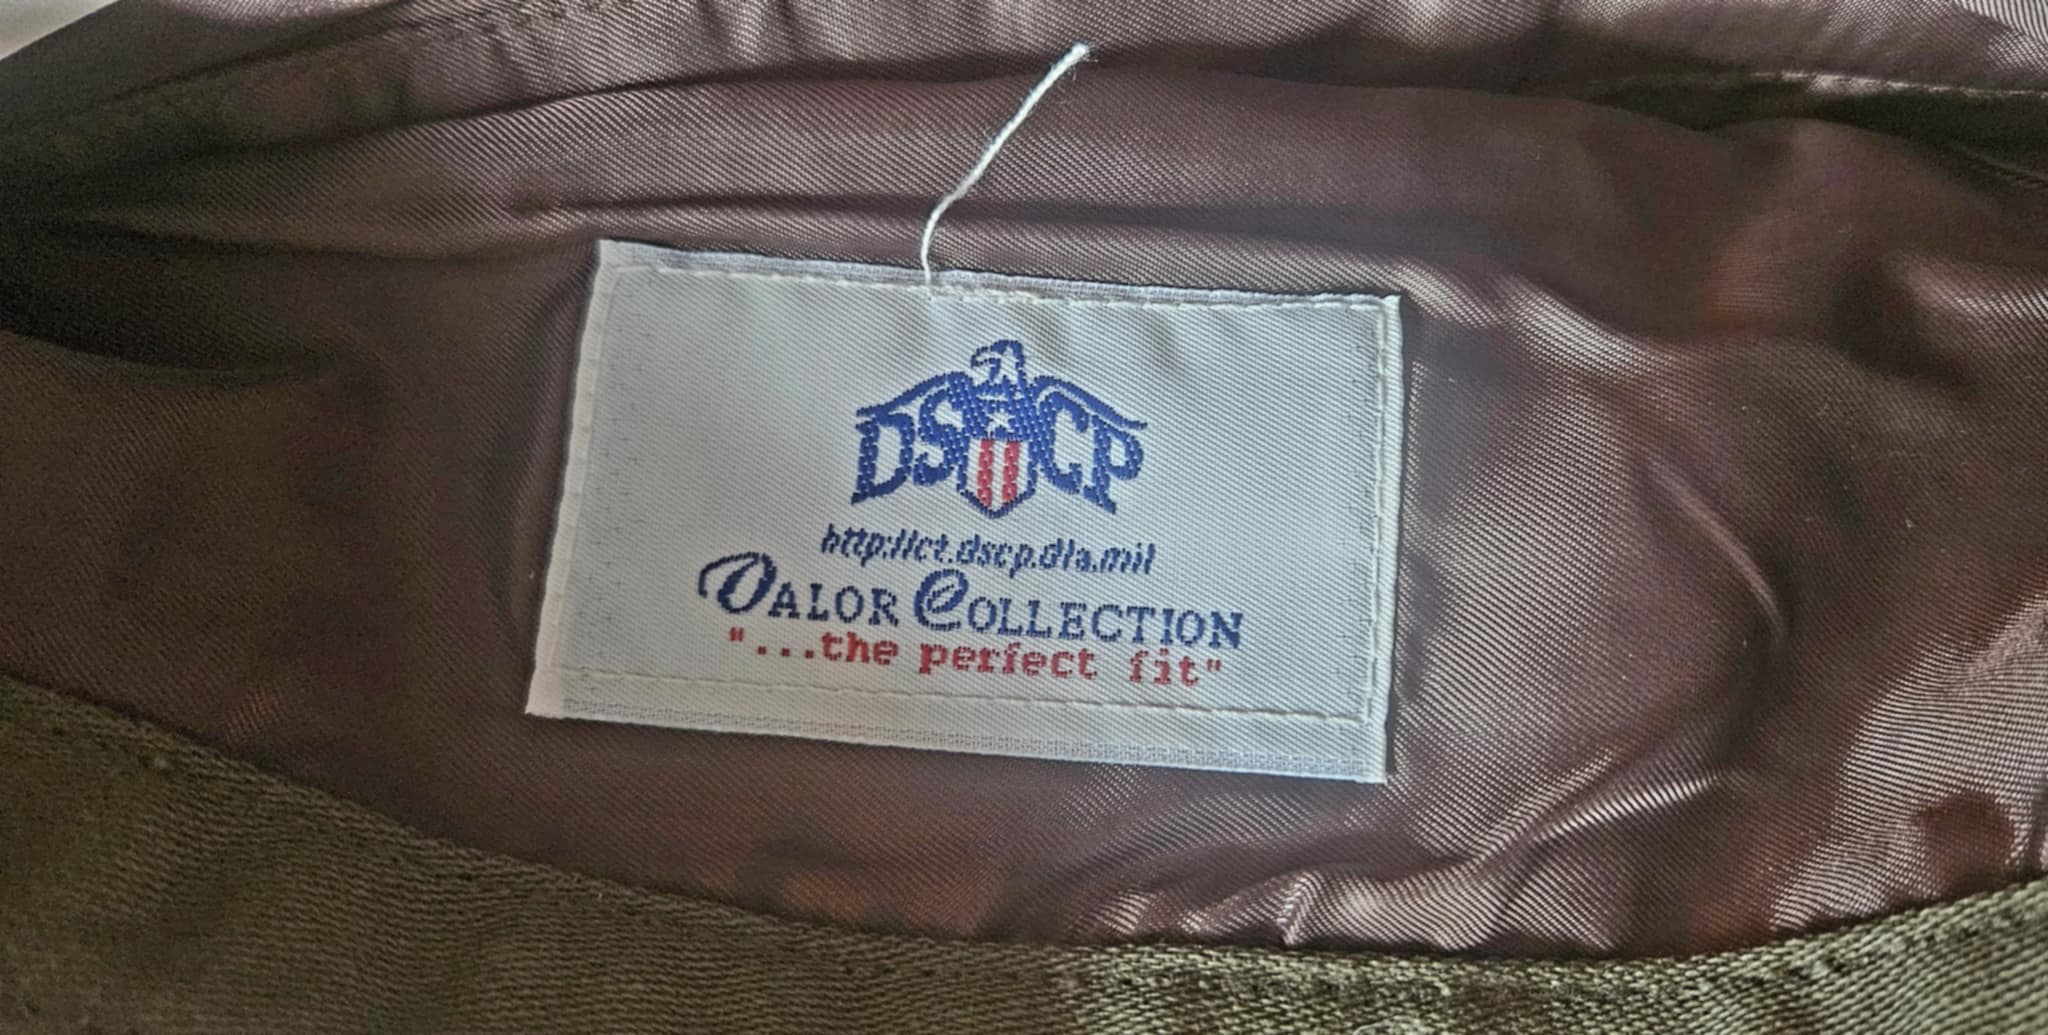 DSCP
http://ct.dscp.dla.mil
VALOR COLLECTION
"...the perfect fit"